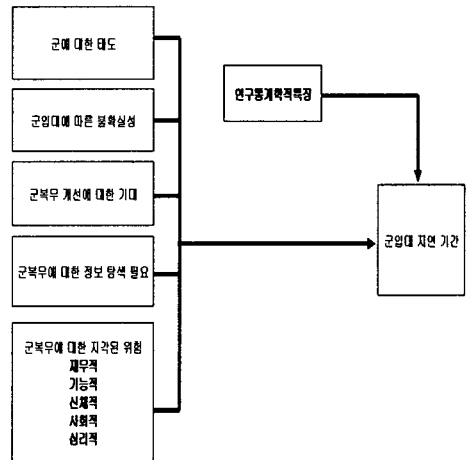 군에 대한 태도
군입대에 따른 불확실성
군복무 개선에 대한 기대
군복무에 대한 정보 탐색 필요
군복무에 대한 지각된 위험
재무적
기능적
신체적
사회적
심리적
연구통계학적특장
군입대 지연 기간